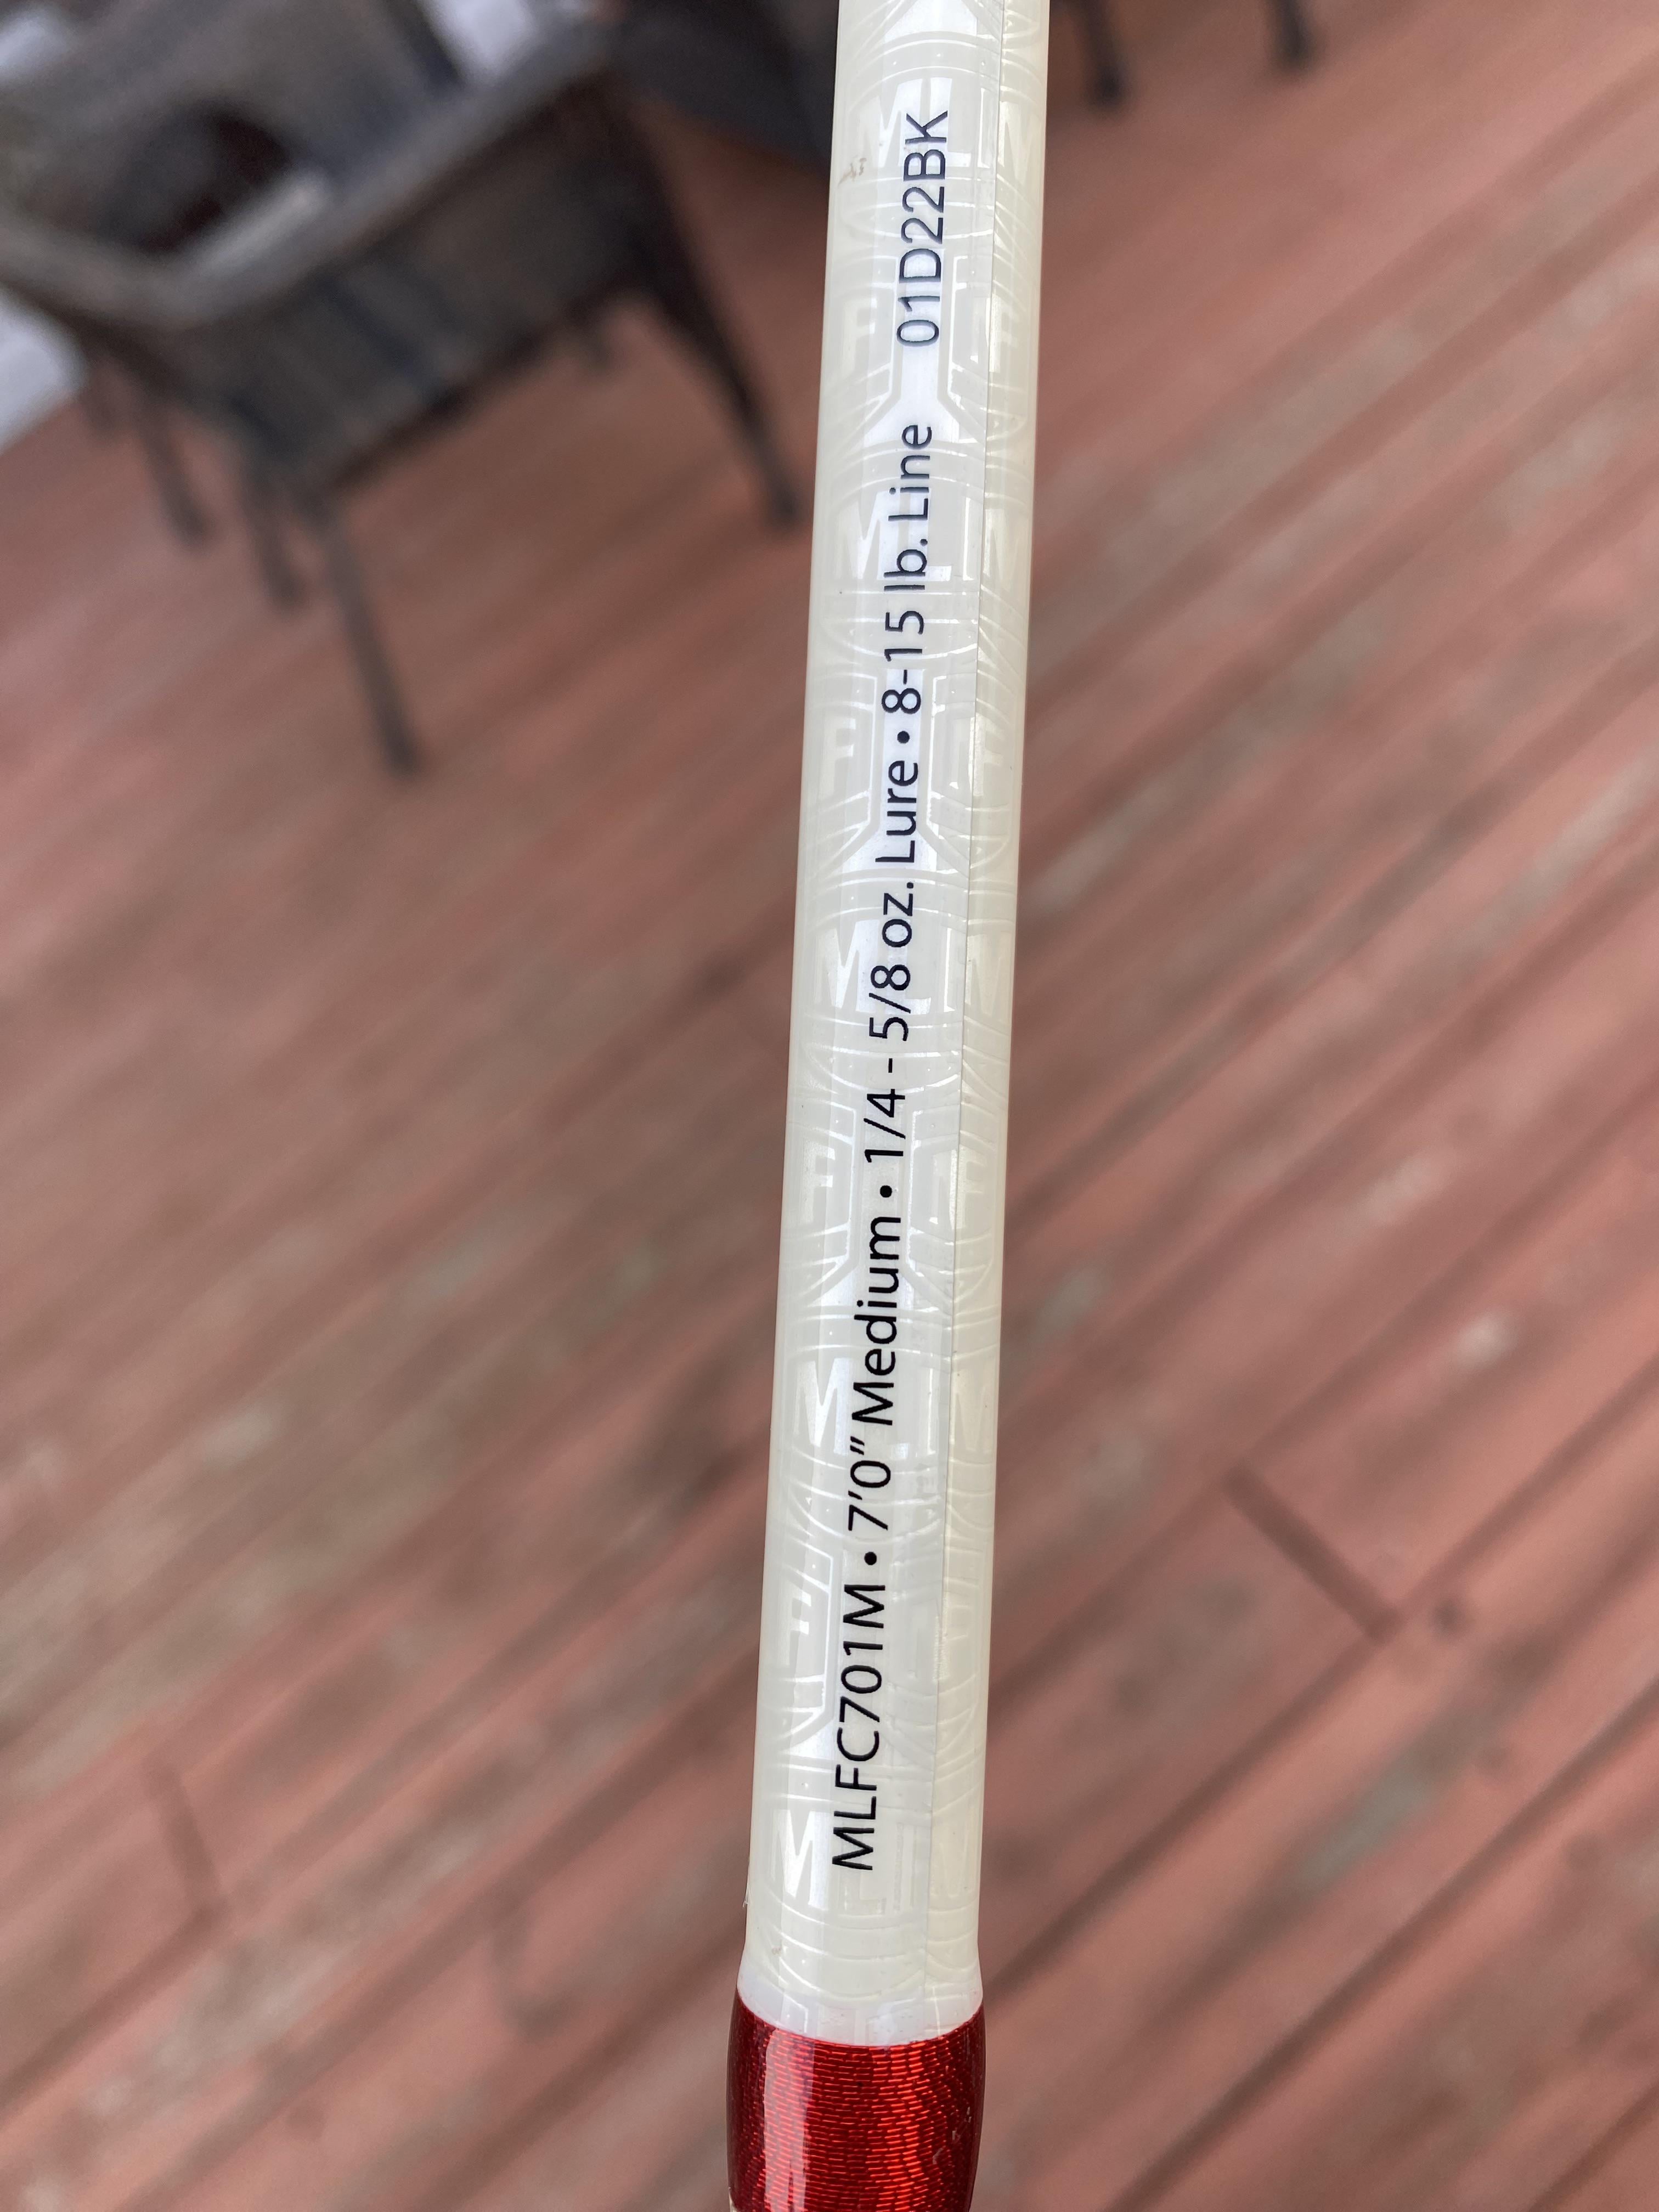 MLFC701M • 7'0" Medium • 1/4 - 5/8 oz. Lure • 8-15 lb. Line 01D22BK